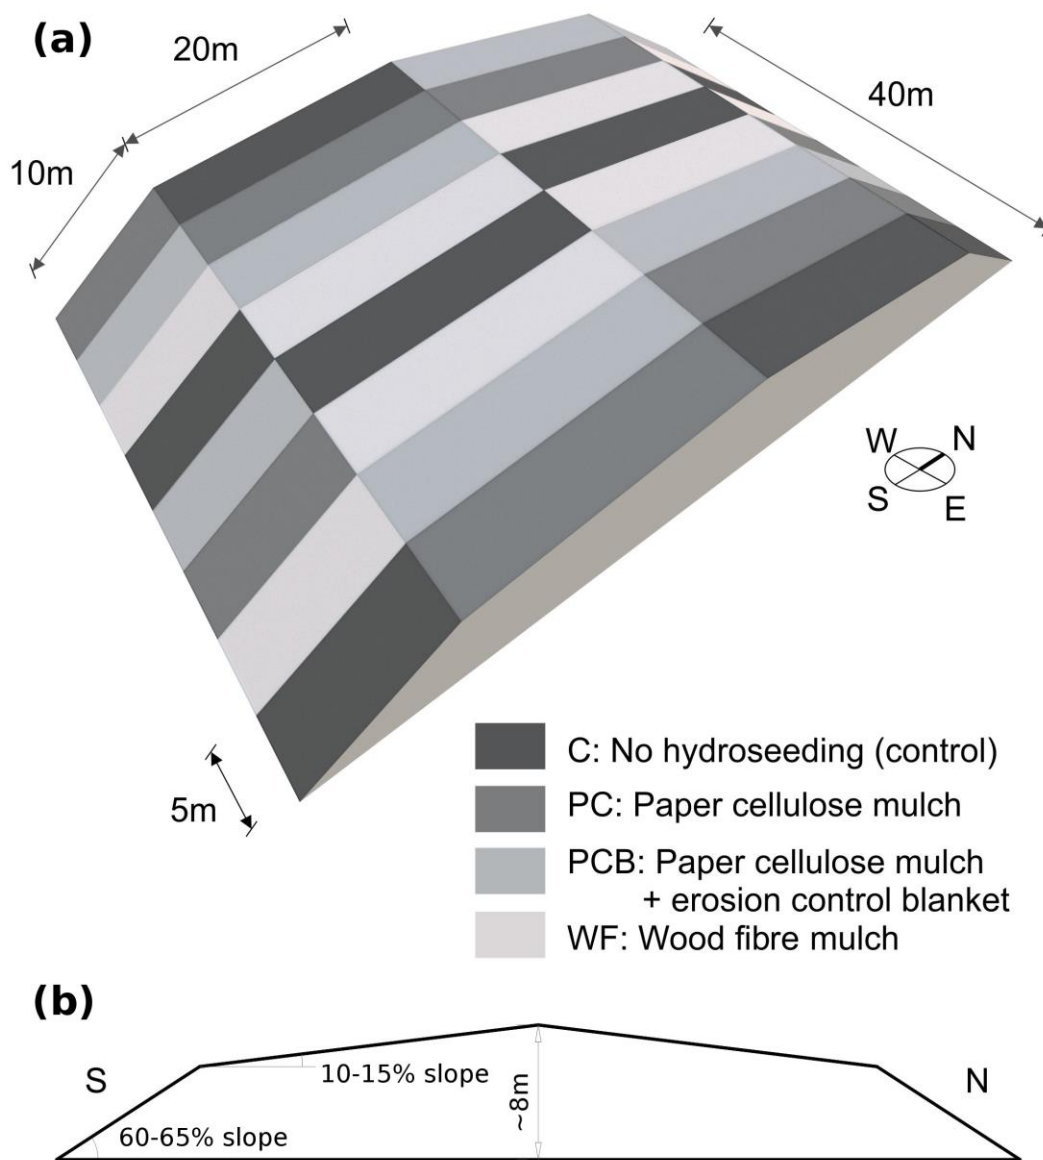 (a)
20m
40m
10m
W N
S E
5m
C: No hydroseeding (control)
PC: Paper cellulose mulch
PCB: Paper cellulose mulch
+ erosion control blanket
WF: Wood fibre mulch
(b)
S
10-15% slope
~8m
N
60-65% slope